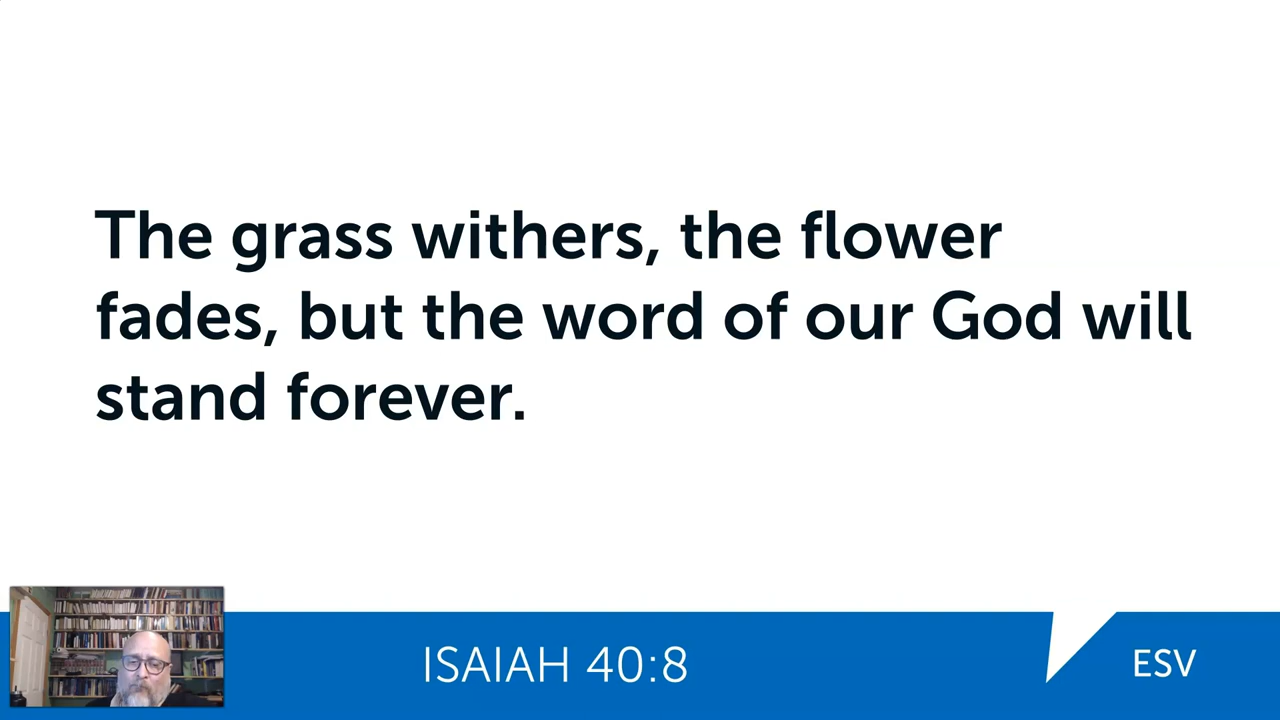 The grass withers, the flower
fades, but the word of our God will
stand forever.
ISAIAH 40:8
ESV